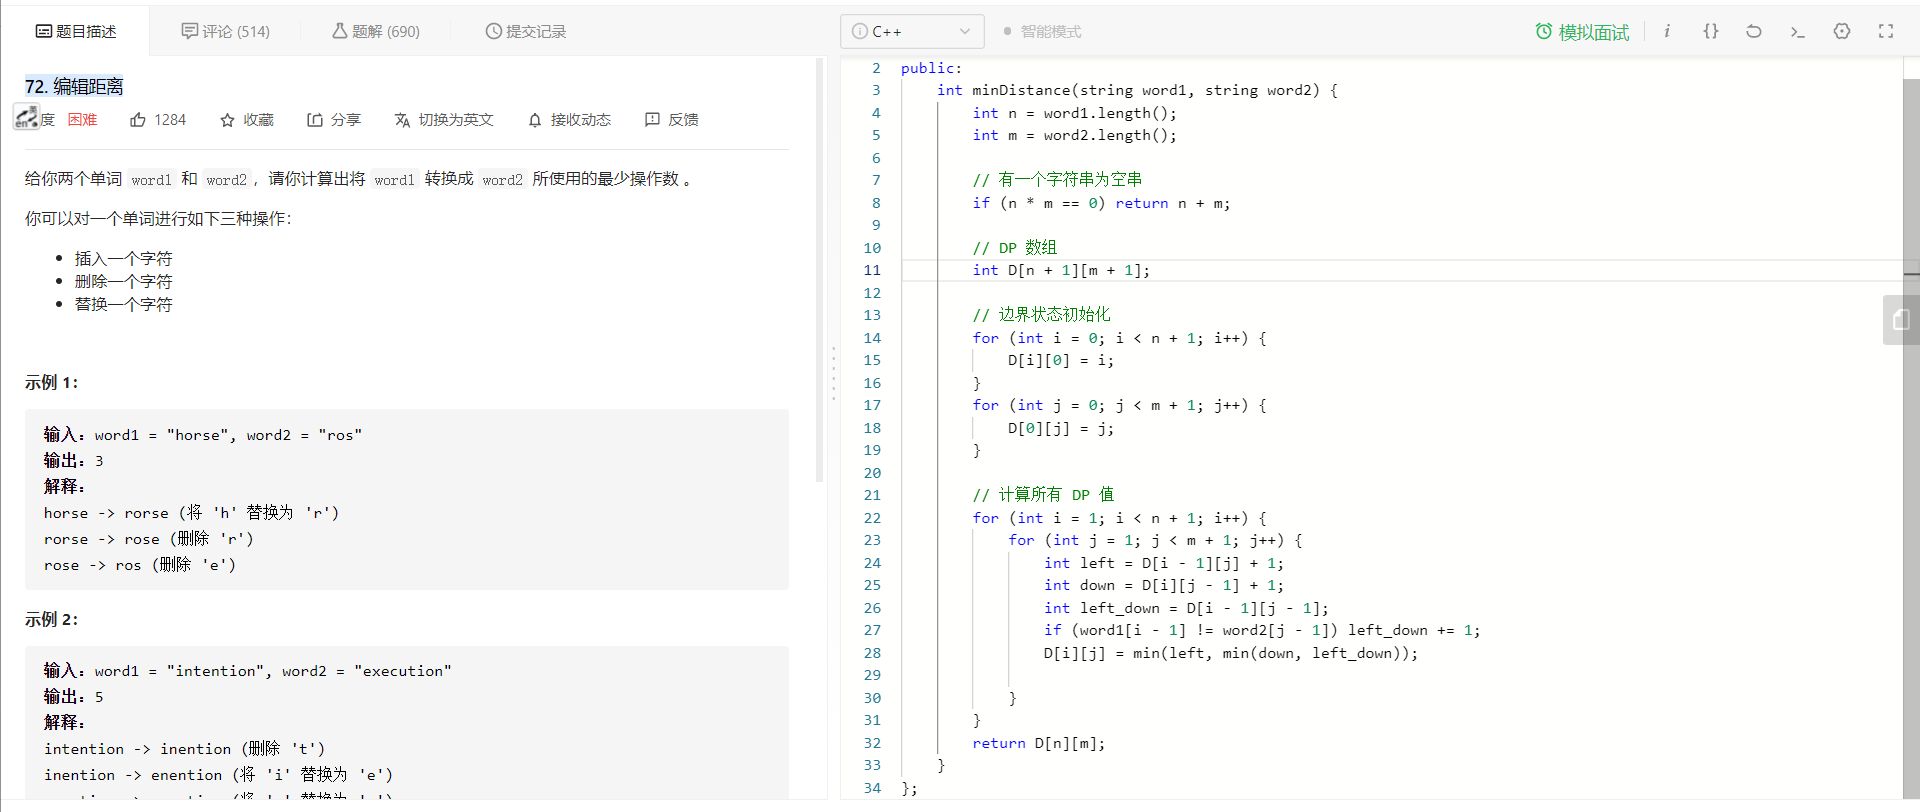 题目描述
评论 (514)
题解 (690)
提交记录
72. 编辑距离
度 困难 1284 收藏 分享 切换为英文 接收动态 反馈
给你两个单词 word1 和 word2，请你计算出将 word1 转换成 word2 所使用的最少操作数 。
你可以对一个单词进行如下三种操作：
• 插入一个字符
• 删除一个字符
• 替换一个字符
示例 1：
输入：word1 = "horse", word2 = "ros"
输出：3
解释：
horse -> rorse (将 'h' 替换为 'r')
rorse -> rose (删除 'r')
rose -> ros (删除 'e')
示例 2：
输入：word1 = "intention", word2 = "execution"
输出：5
解释：
intention -> inention (删除 't')
inention -> enention (将 'i' 替换为 'e')
C++
智能模式
模拟面试
2 public:
3 int minDistance(string word1, string word2) {
4 int n = word1.length();
5 int m = word2.length();
6
7 // 有一个字符串为空串
8 if (n * m == 0) return n + m;
9
10 // DP 数组
11 int D[n + 1][m + 1];
12
13 // 边界状态初始化
14 for (int i = 0; i < n + 1; i++) {
15 D[i][0] = i;
16 }
17 for (int j = 0; j < m + 1; j++) {
18 D[0][j] = j;
19 }
20
21 // 计算所有 DP 值
22 for (int i = 1; i < n + 1; i++) {
23 for (int j = 1; j < m + 1; j++) {
24 int left = D[i - 1][j] + 1;
25 int down = D[i][j - 1] + 1;
26 int left_down = D[i - 1][j - 1];
27 if (word1[i - 1] != word2[j - 1]) left_down += 1;
28 D[i][j] = min(left, min(down, left_down));
29
30 }
31 }
32 return D[n][m];
33 }
34 };